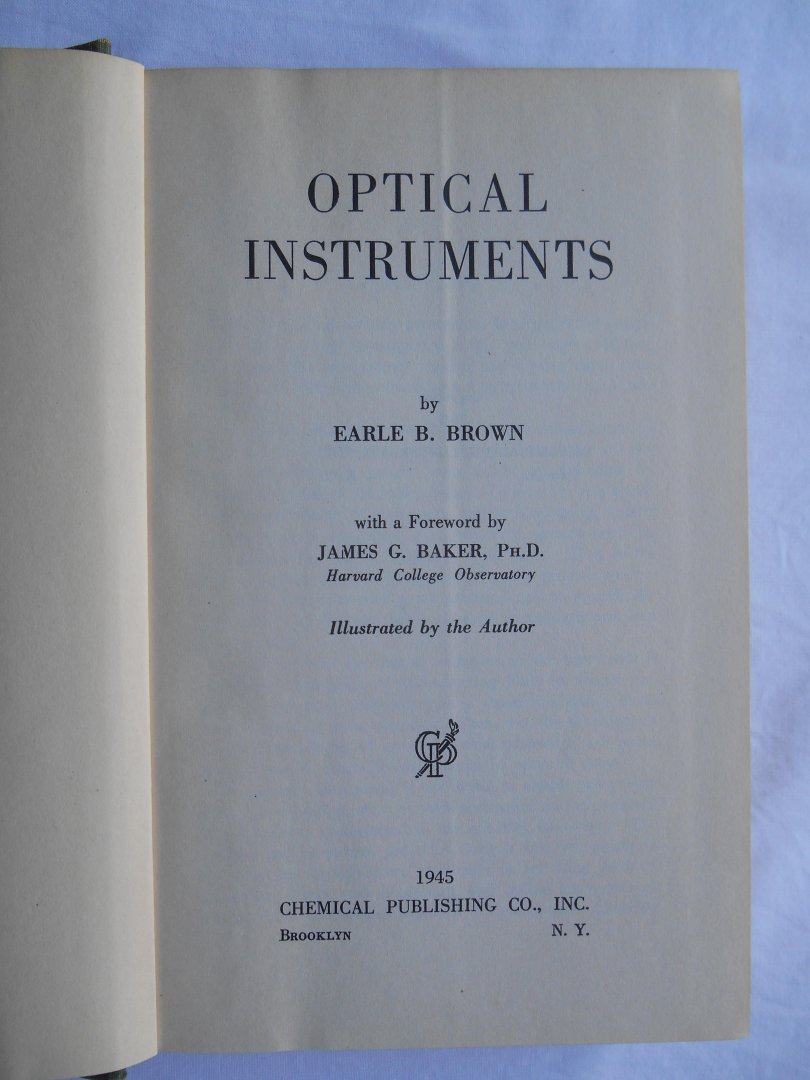 OPTICAL
INSTRUMENTS
by
EARLE B. BROWN
with a Foreword by
JAMES G. BAKER, PH.D.
Harvard College Observatory
Illustrated by the Author
CP
1945
CHEMICAL PUBLISHING CO., INC.
BROOKLYN N. Y.